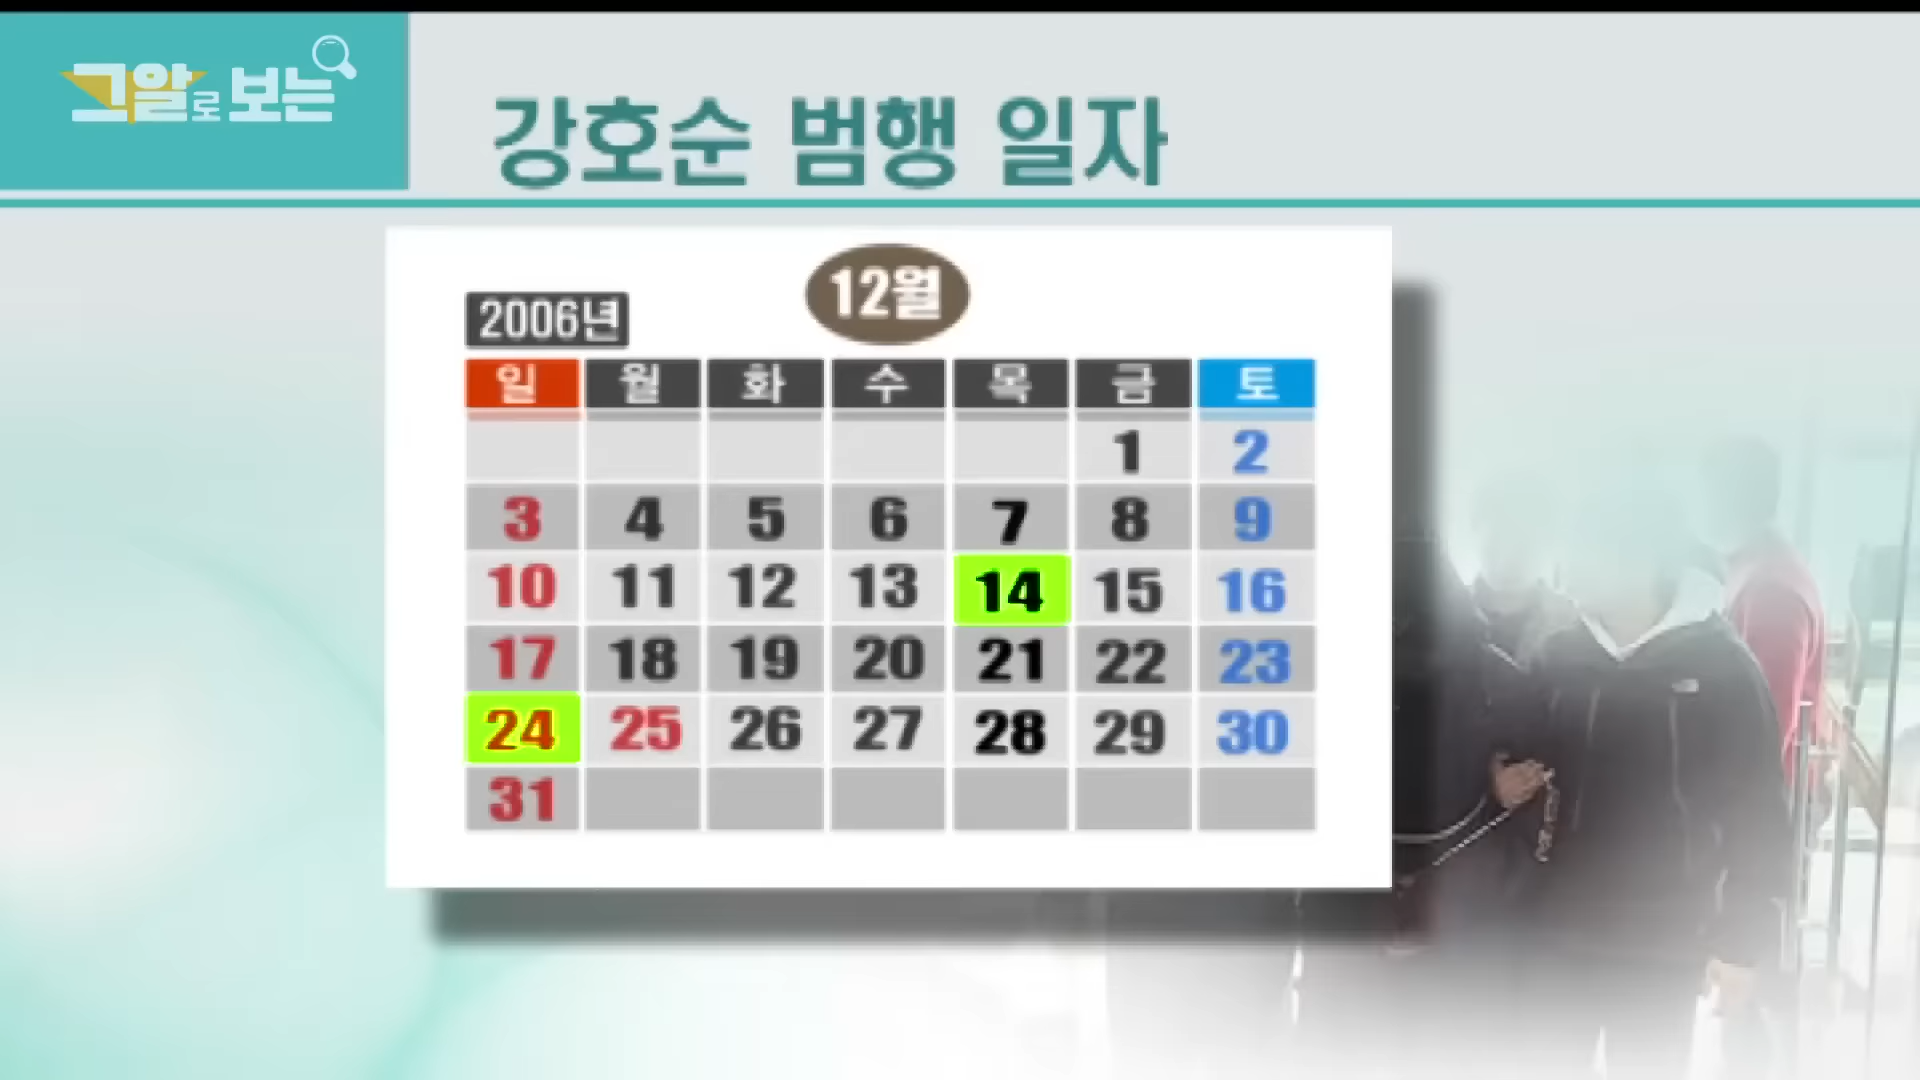 그알로 보는
강호순 범행 일자
12월
2006년
일 월 화 수 목 금 토
1 2
3 4 5 6 7 8 9
10 11 12 13 14 15 16
17 18 19 20 21 22 23
24 25 26 27 28 29 30
31